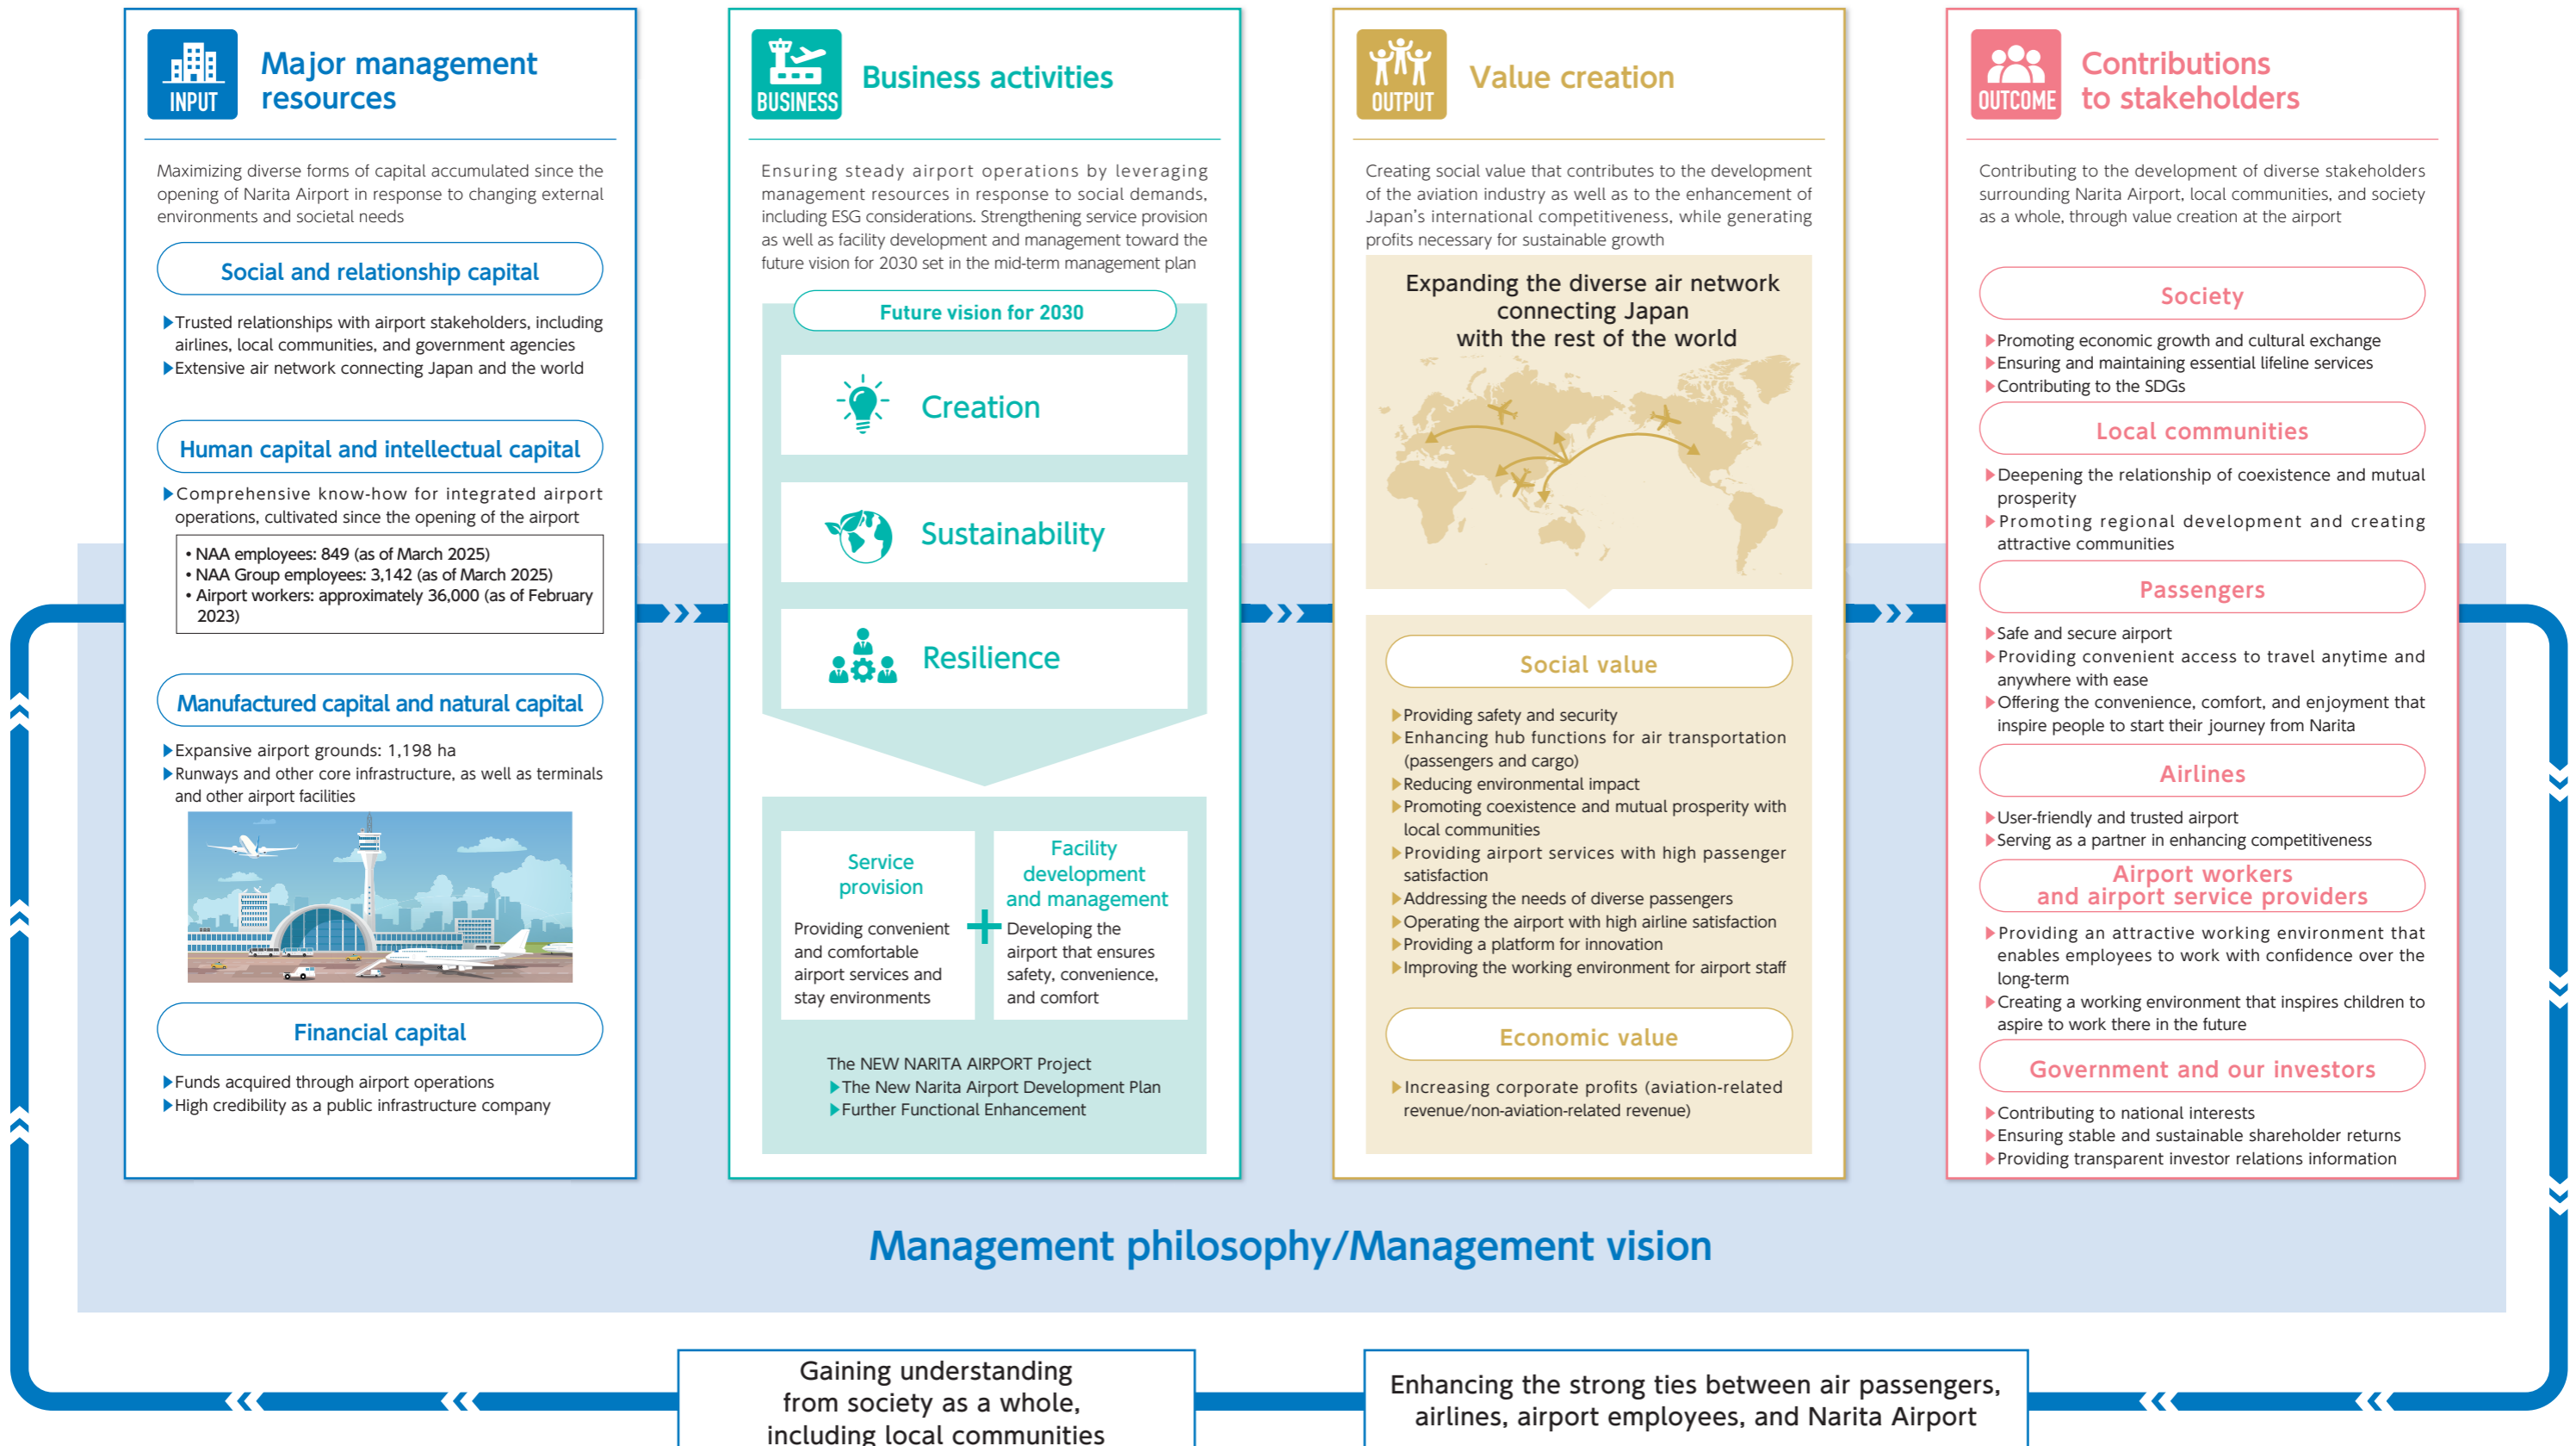 INPUT
Major management
resources
Maximizing diverse forms of capital accumulated since the
opening of Narita Airport in response to changing external
environments and societal needs
Social and relationship capital
▶Trusted relationships with airport stakeholders, including
airlines, local communities, and government agencies
▶Extensive air network connecting Japan and the world
Human capital and intellectual capital
▶Comprehensive know-how for integrated airport
operations, cultivated since the opening of the airport
• NAA employees: 849 (as of March 2025)
• NAA Group employees: 3,142 (as of March 2025)
• Airport workers: approximately 36,000 (as of February
2023)
Manufactured capital and natural capital
▶Expansive airport grounds: 1,198 ha
▶Runways and other core infrastructure, as well as terminals
and other airport facilities
Financial capital
▶Funds acquired through airport operations
▶High credibility as a public infrastructure company
BUSINESS
Business activities
Ensuring steady airport operations by leveraging
management resources in response to social demands,
including ESG considerations. Strengthening service provision
as well as facility development and management toward the
future vision for 2030 set in the mid-term management plan
Future vision for 2030
Creation
Sustainability
Resilience
Service
provision
Providing convenient
and comfortable
airport services and
stay environments
+
Facility
development
and management
Developing the
airport that ensures
safety, convenience,
and comfort
The NEW NARITA AIRPORT Project
▶The New Narita Airport Development Plan
▶Further Functional Enhancement
OUTPUT
Value creation
Creating social value that contributes to the development
of the aviation industry as well as to the enhancement of
Japan's international competitiveness, while generating
profits necessary for sustainable growth
Expanding the diverse air network
connecting Japan
with the rest of the world
Social value
▶Providing safety and security
▶Enhancing hub functions for air transportation
(passengers and cargo)
▶Reducing environmental impact
▶Promoting coexistence and mutual prosperity with
local communities
▶Providing airport services with high passenger
satisfaction
▶Addressing the needs of diverse passengers
▶Operating the airport with high airline satisfaction
▶Providing a platform for innovation
▶Improving the working environment for airport staff
Economic value
▶Increasing corporate profits (aviation-related
revenue/non-aviation-related revenue)
OUTCOME
Contributions
to stakeholders
Contributing to the development of diverse stakeholders
surrounding Narita Airport, local communities, and society
as a whole, through value creation at the airport
Society
▶Promoting economic growth and cultural exchange
▶Ensuring and maintaining essential lifeline services
▶Contributing to the SDGs
Local communities
▶Deepening the relationship of coexistence and mutual
prosperity
▶Promoting regional development and creating
attractive communities
Passengers
▶Safe and secure airport
▶Providing convenient access to travel anytime and
anywhere with ease
▶Offering the convenience, comfort, and enjoyment that
inspire people to start their journey from Narita
Airlines
▶User-friendly and trusted airport
▶Serving as a partner in enhancing competitiveness
Airport workers
and airport service providers
▶Providing an attractive working environment that
enables employees to work with confidence over the
long-term
▶Creating a working environment that inspires children to
aspire to work there in the future
Government and our investors
▶Contributing to national interests
▶Ensuring stable and sustainable shareholder returns
▶Providing transparent investor relations information
Management philosophy/Management vision
Gaining understanding
from society as a whole,
including local communities
Enhancing the strong ties between air passengers,
airlines, airport employees, and Narita Airport